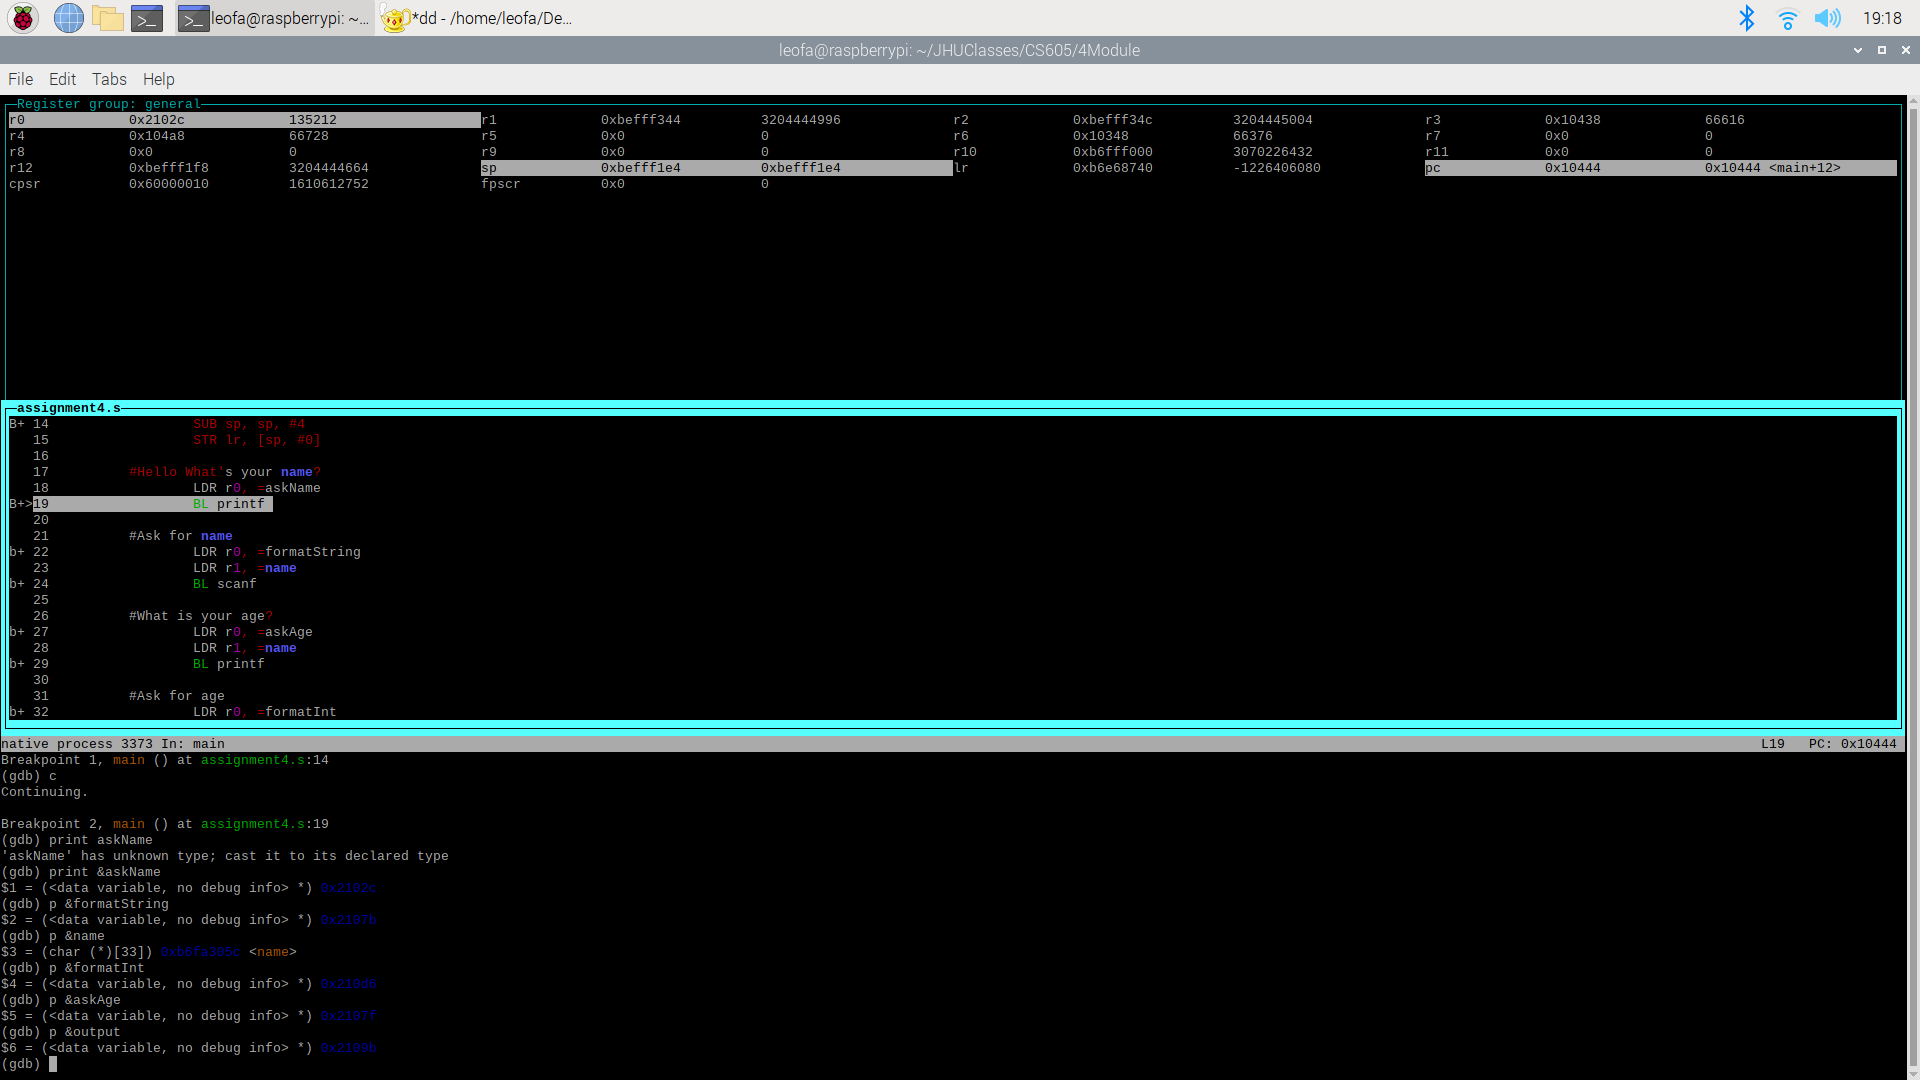 leofa@raspberrypi: ~... *dd - /home/leofa/De... 19:18
leofa@raspberrypi: ~/JHUClasses/CS605/4Module
File Edit Tabs Help
Register group: general
r0 0x2102c 135212 r1 0xbefff344 3204444996 r2 0xbefff34c 3204445004 r3 0x10438 66616
r4 0x104a8 66728 r5 0x0 0 r6 0x10348 66376 r7 0x0 0
r8 0x0 0 r9 0x0 0 r10 0xb6fff000 3070226432 r11 0x0 0
r12 0xbefff1f8 3204444664 sp 0xbefff1e4 0xbefff1e4 lr 0xb6e68740 -1226406080 pc 0x10444 0x10444 <main+12>
cpsr 0x60000010 1610612752 fpscr 0x0 0
assignment4.s
B+ 14 SUB sp, sp, #4
15 STR lr, [sp, #0]
16
17 #Hello What's your name?
18 LDR r0, =askName
B+>19 BL printf
20
21 #Ask for name
b+ 22 LDR r0, =formatString
23 LDR r1, =name
b+ 24 BL scanf
25
26 #What is your age?
b+ 27 LDR r0, =askAge
28 LDR r1, =name
b+ 29 BL printf
30
31 #Ask for age
b+ 32 LDR r0, =formatInt
native process 3373 In: main L19 PC: 0x10444
Breakpoint 1, main () at assignment4.s:14
(gdb) c
Continuing.
Breakpoint 2, main () at assignment4.s:19
(gdb) print askName
'askName' has unknown type; cast it to its declared type
(gdb) print &askName
$1 = (<data variable, no debug info> *) 0x2102c
(gdb) p &formatString
$2 = (<data variable, no debug info> *) 0x2107b
(gdb) p &name
$3 = (char (*)[33]) <name>
(gdb) p &formatInt
$4 = (<data variable, no debug info> *)
(gdb) p &askAge
$5 = (<data variable, no debug info> *) 0x2107f
(gdb) p &output
$6 = (<data variable, no debug info> *)
(gdb)